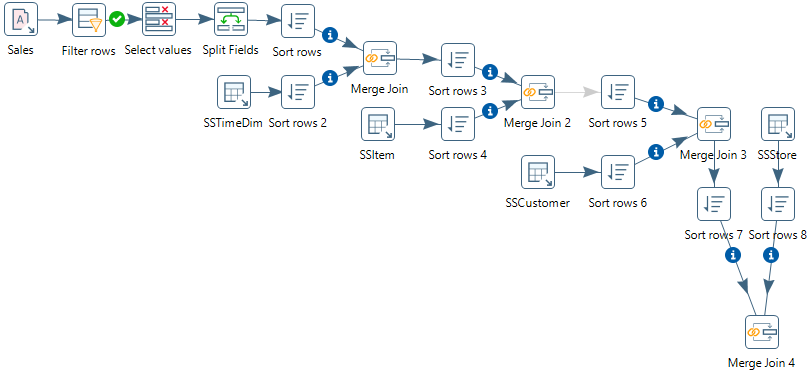 Sales
Filter rows
Select values
Split Fields
Sort rows
SSTimeDim
Sort rows 2
Merge Join
Sort rows 3
SSItem
Sort rows 4
Merge Join 2
Sort rows 5
SSCustomer
Sort rows 6
Merge Join 3
SSStore
Sort rows 7
Sort rows 8
Merge Join 4